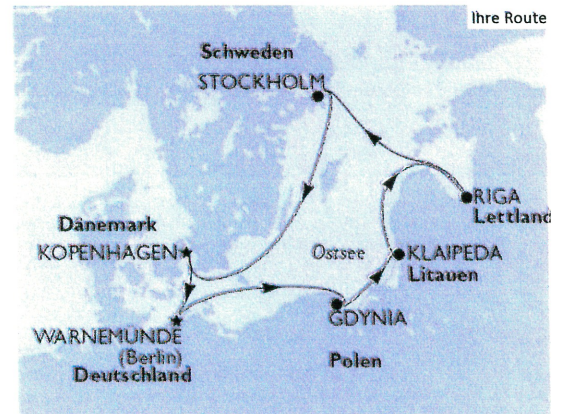 Ihre Route
Schweden
STOCKHOLM
RIGA
Lettland
Dänemark
KOPENHAGEN
Ostsee
KLAIPEDA
Litauen
GDYNIA
WARNEMÜNDE
(Berlin)
Deutschland
Polen